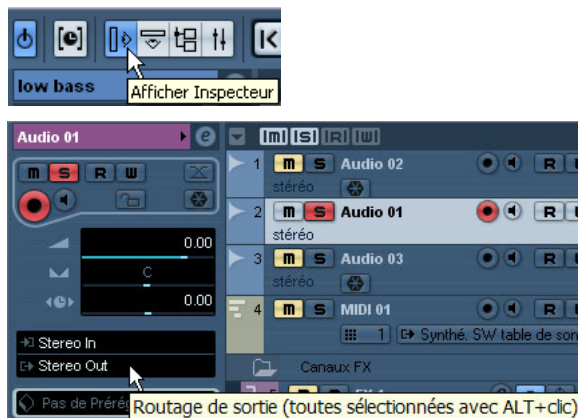 low bass
Afficher Inspecteur
Audio 01
e
m s R W
0.00
C
0.00
Stereo In
Stereo Out
Pas de Prérég
[m] [s] [R] [w]
1 m s Audio 02 R
stéréo
2 m s Audio 01 R
stéréo
3 m s Audio 03 R
stéréo
4 m s MIDI 01 R
1 Synthé. SW table de son
Canaux FX
Routage de sortie (toutes sélectionnées avec ALT+clic)